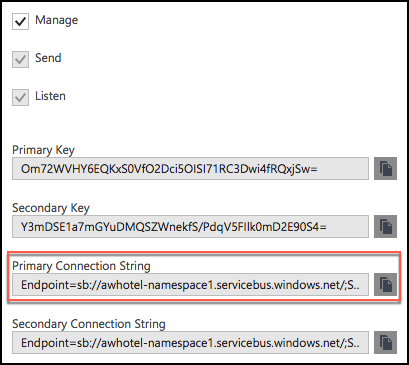 Manage
Send
Listen
Primary Key
Om72WVHY6EQKxS0VfO2Dci5OISI71RC3Dwi4fRQxjSw=
Secondary Key
Y3mDSE1a7mGYuDMQSZWnekfS/PdqV5FIIk0mD2E90S4=
Primary Connection String
Endpoint=sb://awhotel-namespace1.servicebus.windows.net/;S..
Secondary Connection String
Endpoint=sb://awhotel-namespace1.servicebus.windows.net/;S..